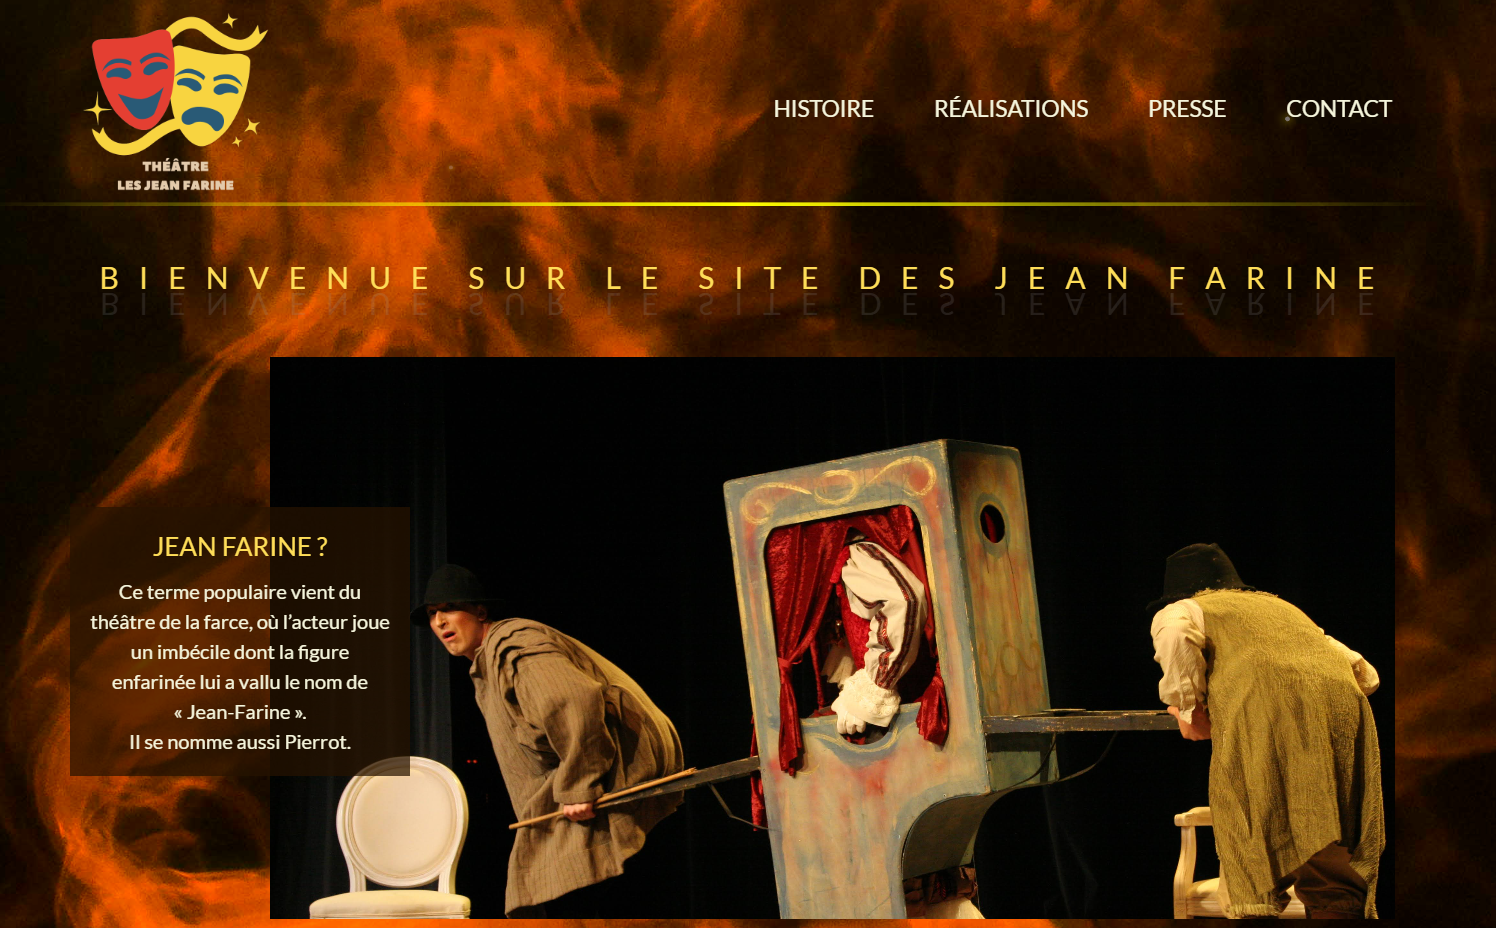 THÉÂTRE
LES JEAN FARINE
HISTOIRE RÉALISATIONS PRESSE CONTACT
BIENVENUE SUR LE SITE DES JEAN FARINE
JEAN FARINE ?
Ce terme populaire vient du
théâtre de la farce, où l’acteur joue
un imbécile dont la figure
enfarinée lui a vallu le nom de
« Jean-Farine ».
Il se nomme aussi Pierrot.